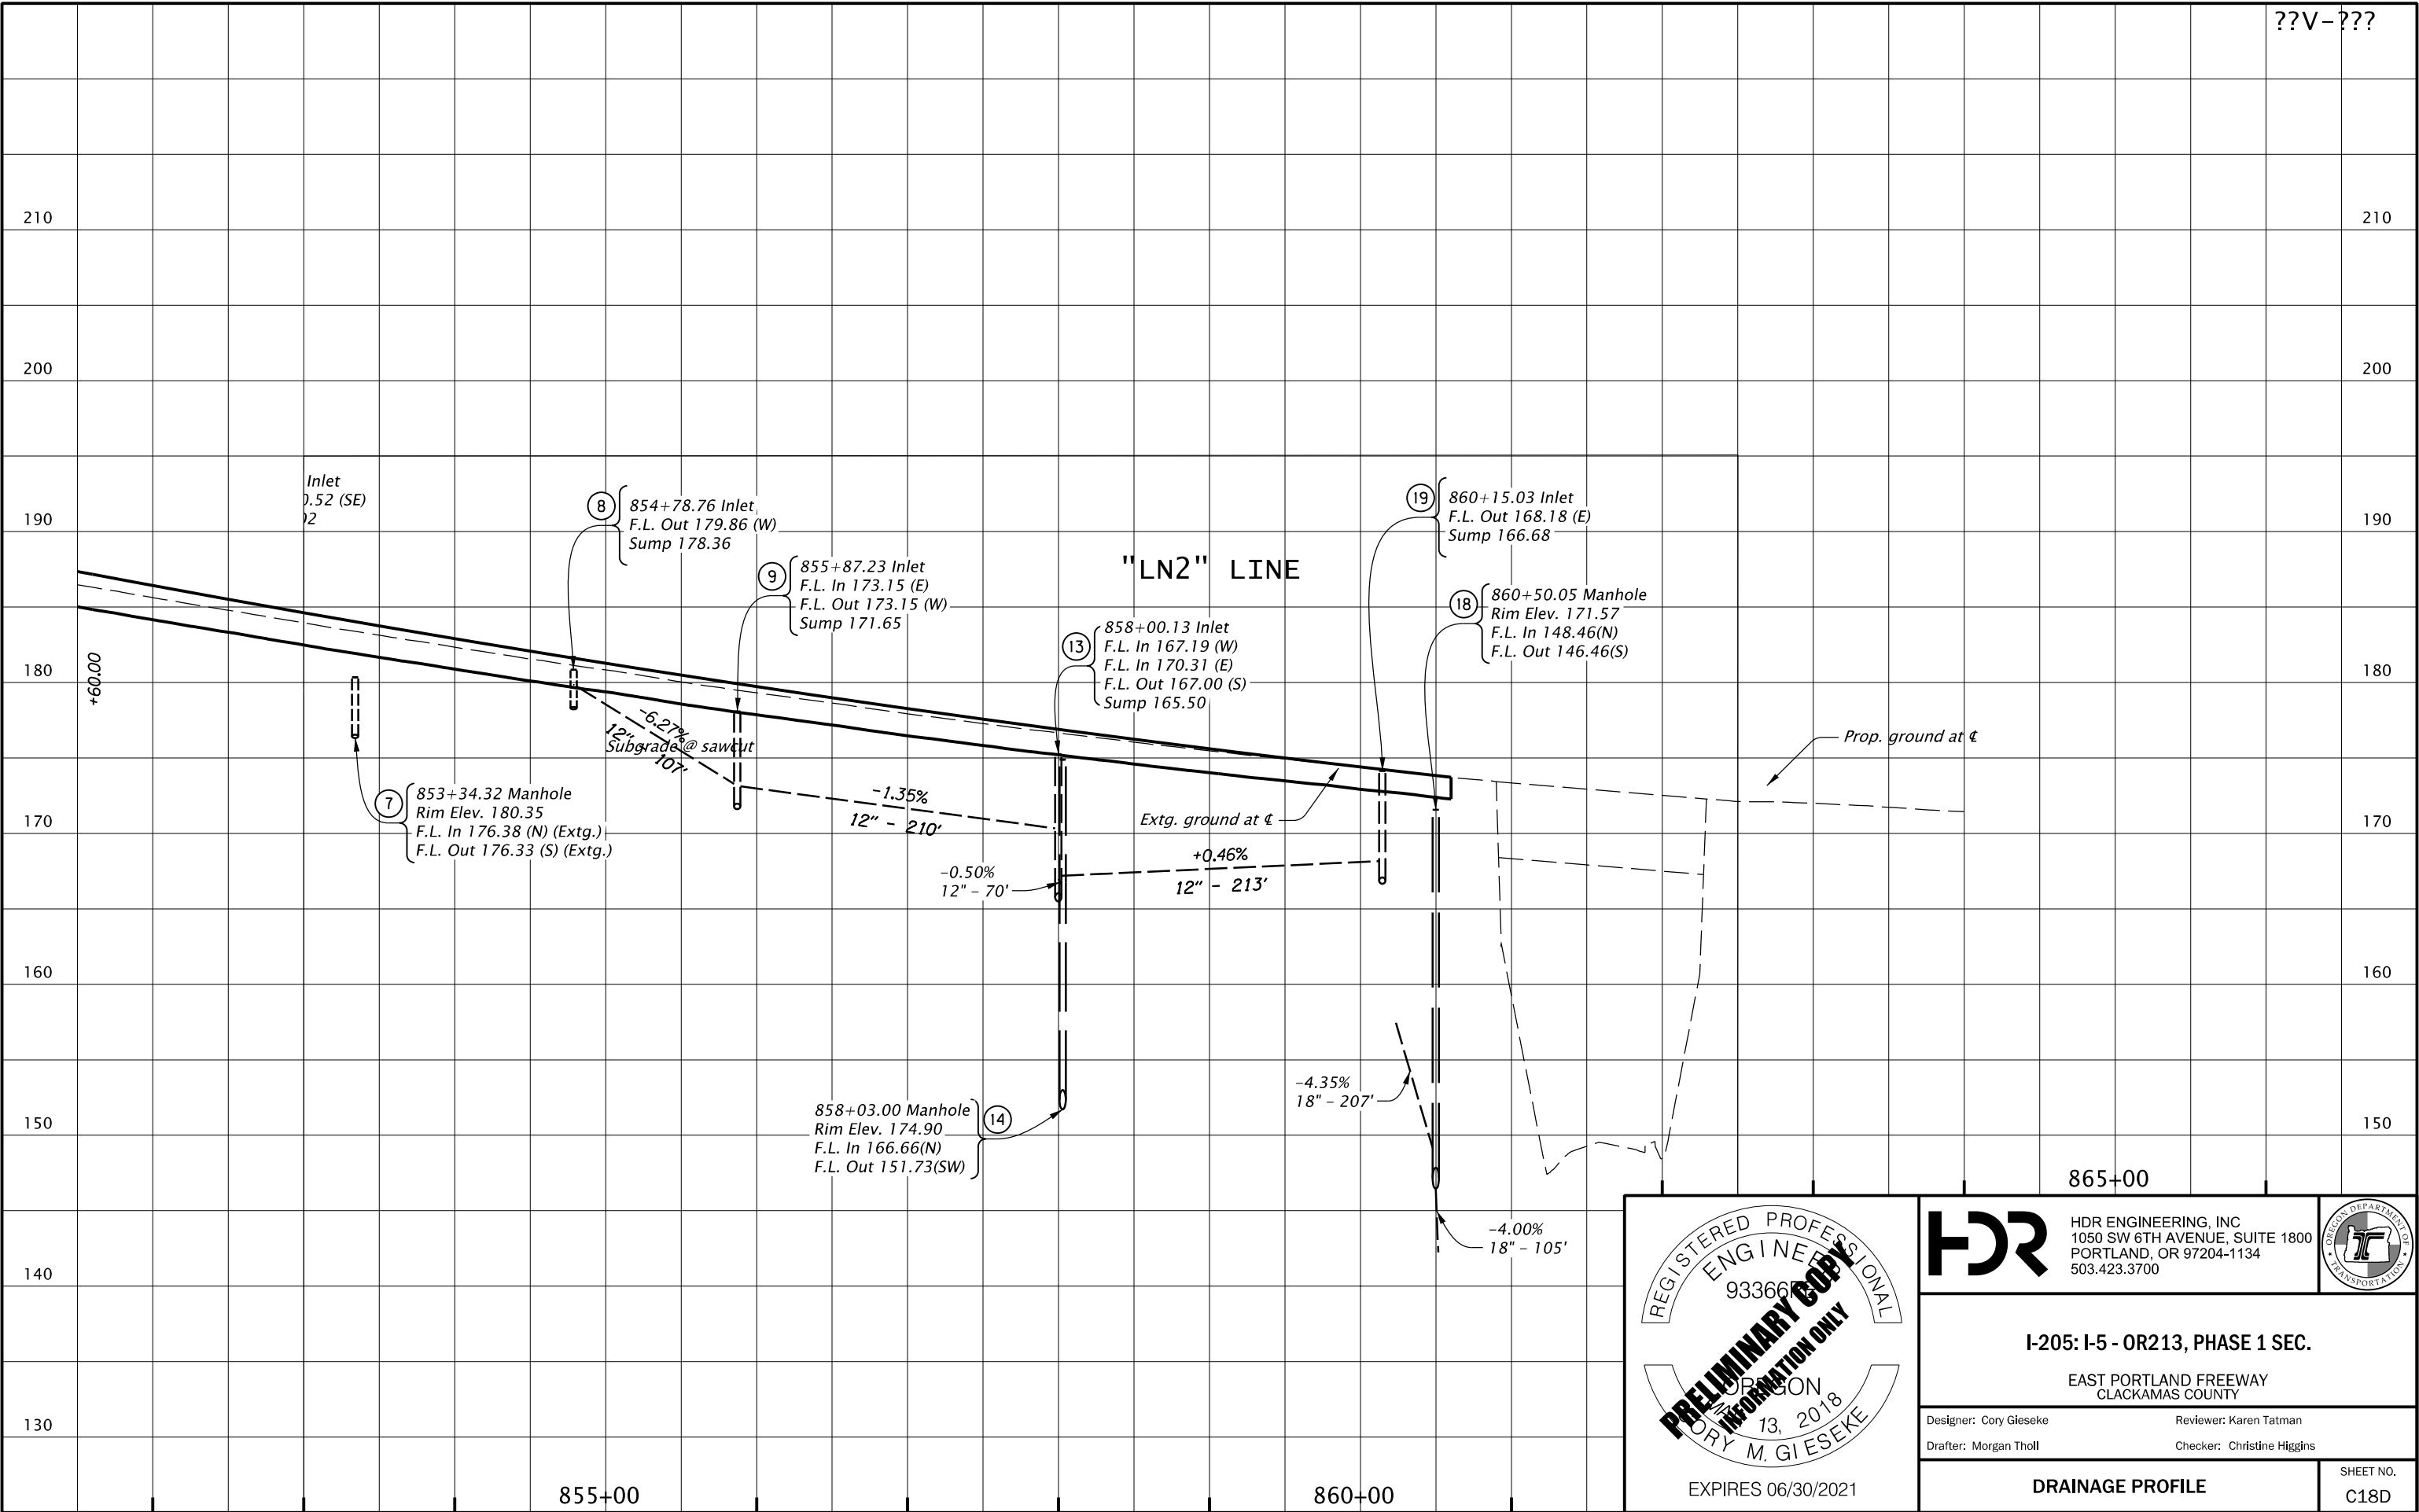 ??V-???
210
210
200
200
Inlet
0.52 (SE)
190
190
8
854+78.76 Inlet
F.L. Out 179.86 (W)
Sump 178.36
9
855+87.23 Inlet
F.L. In 173.15 (E)
F.L. Out 173.15 (W)
Sump 171.65
"LN2" LINE
19
860+15.03 Inlet
F.L. Out 168.18 (E)
Sump 166.68
18
860+50.05 Manhole
Rim Elev. 171.57
F.L. In 148.46(N)
F.L. Out 146.46(S)
13
858+00.13 Inlet
F.L. In 167.19 (W)
F.L. In 170.31 (E)
F.L. Out 167.00 (S)
Sump 165.50
180
180
+60.00
-6.27%
12" - 107'
Subgrade @ sawcut
Prop. ground at ℄
7
853+34.32 Manhole
Rim Elev. 180.35
F.L. In 176.38 (N) (Extg.)
F.L. Out 176.33 (S) (Extg.)
-1.35%
12" - 210'
Extg. ground at ℄
170
170
+0.46%
12" - 213'
-0.50%
12" - 70'
160
160
-4.35%
18" - 207'
858+03.00 Manhole
Rim Elev. 174.90
F.L. In 166.66(N)
F.L. Out 151.73(SW)
14
150
150
865+00
-4.00%
18" - 105'
140
130
855+00
860+00
REGISTERED PROFESSIONAL
ENGINEER
93366PE
PRELIMINARY COPY
INFORMATION ONLY
OREGON
13, 2018
CORY M. GIESEKE
EXPIRES 06/30/2021
HDR
HDR ENGINEERING, INC
1050 SW 6TH AVENUE, SUITE 1800
PORTLAND, OR 97204-1134
503.423.3700
OREGON DEPARTMENT OF
TRANSPORTATION
I-205: I-5 - OR213, PHASE 1 SEC.
EAST PORTLAND FREEWAY
CLACKAMAS COUNTY
Designer: Cory Gieseke
Reviewer: Karen Tatman
Drafter: Morgan Tholl
Checker: Christine Higgins
DRAINAGE PROFILE
SHEET NO.
C18D